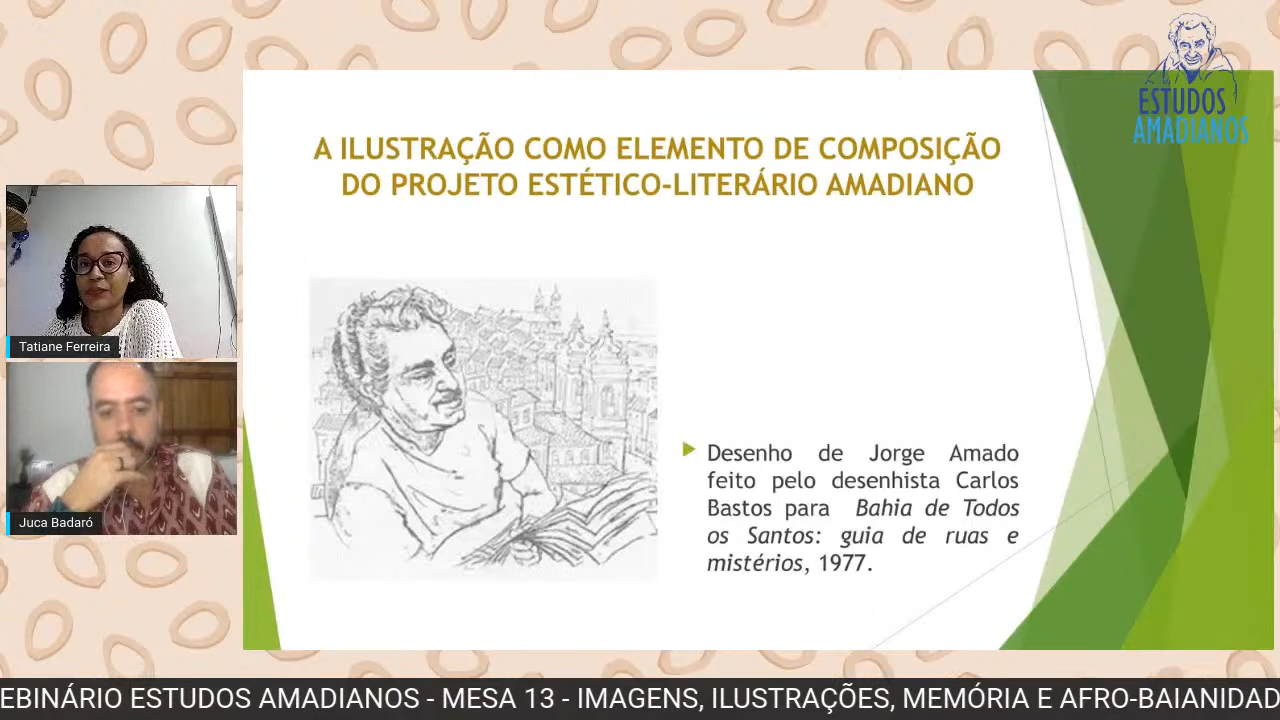 ESTUDOS
AMADIANOS
A ILUSTRAÇÃO COMO ELEMENTO DE COMPOSIÇÃO
DO PROJETO ESTÉTICO-LITERÁRIO AMADIANO
Tatiane Ferreira
Juca Badaró
Desenho de Jorge Amado
feito pelo desenhista Carlos
Bastos para Bahia de Todos
os Santos: guia de ruas e
mistérios, 1977.
EBINÁRIO ESTUDOS AMADIANOS - MESA 13 - IMAGENS, ILUSTRAÇÕES, MEMÓRIA E AFRO-BAIANIDAD